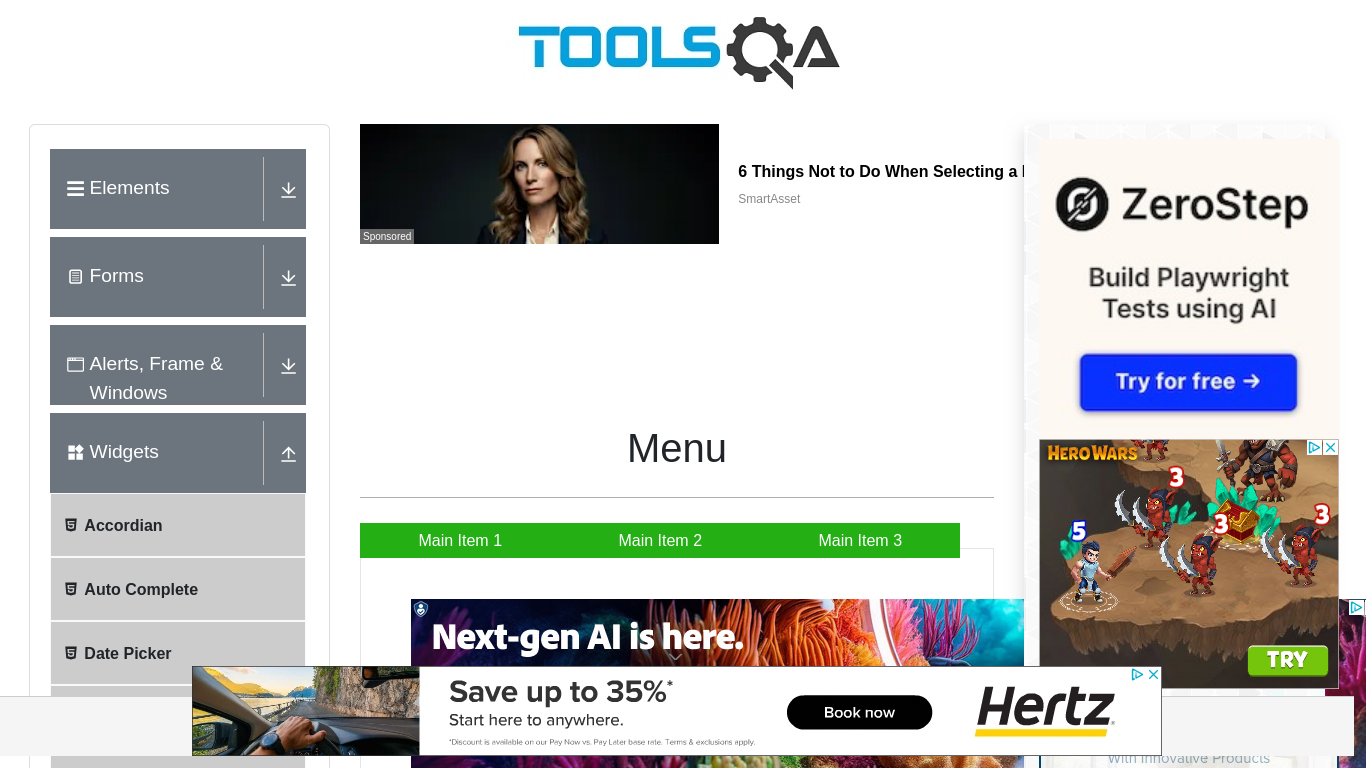 TOOLSQA
Elements
Forms
Alerts, Frame &
Windows
Widgets
Accordian
Auto Complete
Date Picker
Sponsored
6 Things Not to Do When Selecting a
SmartAsset
Menu
Main Item 1
Main Item 2
Main Item 3
Next-gen AI is here.
ZeroStep
Build Playwright
Tests using AI
Try for free →
HERO WARS
3
5
3
3
TRY
Save up to 35%*
Start here to anywhere.
*Discount is available on our Pay Now vs. Pay Later base rate. Terms & exclusions apply.
Book now
Hertz
With Innovative Products